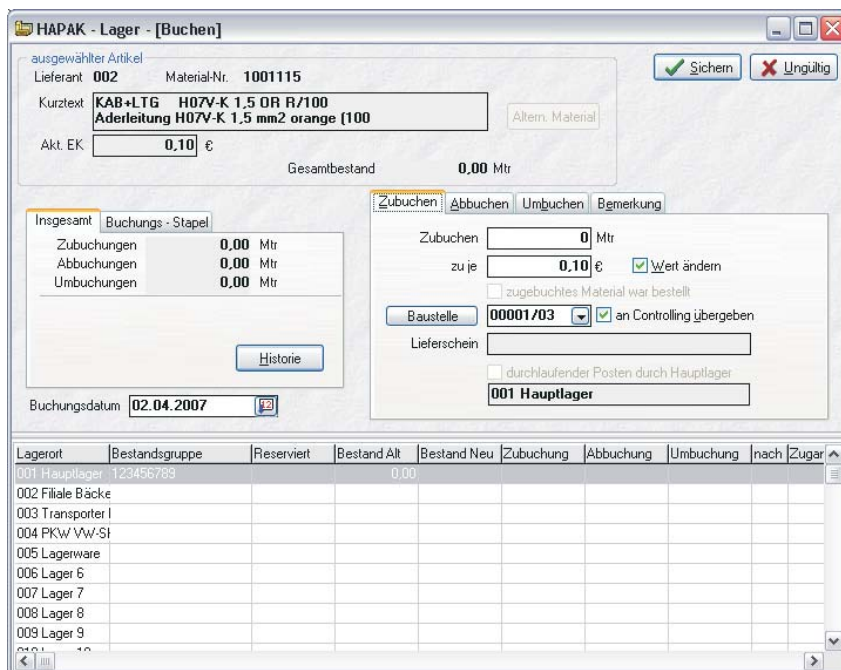 HAPAK - Lager - [Buchen]
ausgewählter Artikel
Lieferant 002 Material-Nr. 1001115
Sichern Ungültig
Kurztext KAB+LTG H07V-K 1,5 OR R/100
Aderleitung H07V-K 1,5 mm2 orange (100
Altern. Material
Akt. EK 0,10 €
Gesamtbestand 0,00 Mtr
Insgesamt Buchungs - Stapel
Zubuchungen 0,00 Mtr
Abbuchungen 0,00 Mtr
Umbuchungen 0,00 Mtr
Historie
Buchungsdatum 02.04.2007
Zubuchen Abbuchen Umbuchen Bemerkung
Zubuchen 0 Mtr
zu je 0,10 € Wert ändern
zugebuchtes Material war bestellt
Baustelle 00001/03 an Controlling übergeben
Lieferschein
durchlaufender Posten durch Hauptlager
001 Hauptlager
Lagerort Bestandsgruppe Reserviert Bestand Alt Bestand Neu Zubuchung Abbuchung Umbuchung nach Zugar
001 Hauptlager 123456789 0,00
002 Filiale Bäcke
003 Transporter
004 PKW VW-Sh
005 Lagerware
006 Lager 6
007 Lager 7
008 Lager 8
009 Lager 9